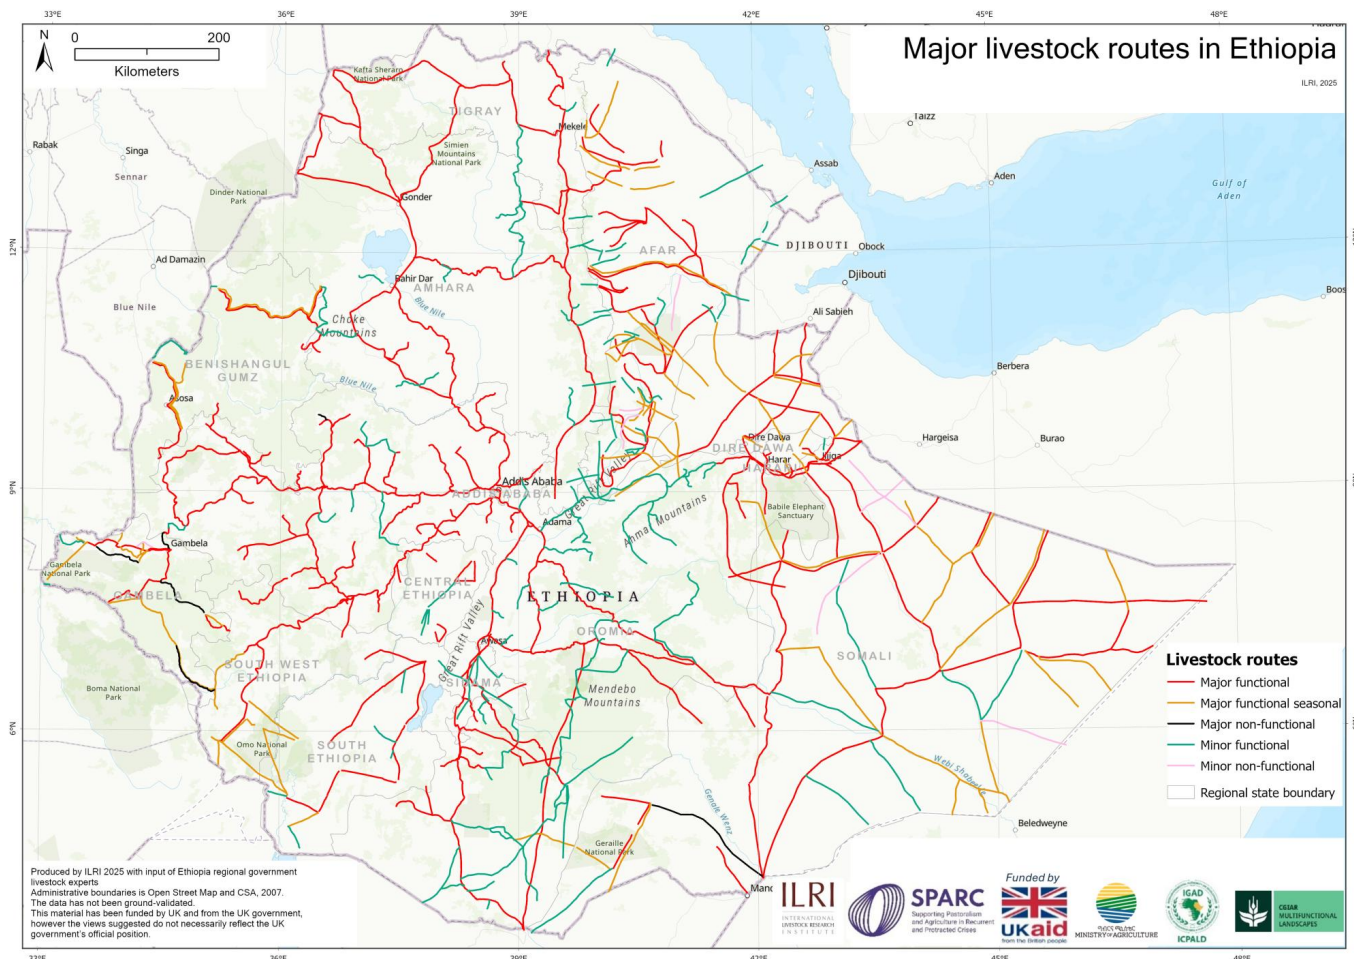 33°E 36°E 39°E 42°E 45°E 48°E
N
0 200
Kilometers
Major livestock routes in Ethiopia
ILRI, 2025
Kafta Sheraro
National Park
TIGRAY
Taizz
Mekele
Rabak
Singa
Sennar
Simien
Mountains
National Park
Assab
Aden
Gulf of
Aden
Dinder National
Park
Gonder
12°N
AFAR
DJIBOUTI
Obock
Ad Damazin
Djibouti
Bahir Dar
AMHARA
Blue Nile
Blue Nile
Ali Sabieh
Choke
Mountains
BENISHANGUL
GUMZ
Blue Nile
Berbera
Asosa
Dire Dawa
DIRE DAWA
Hargeisa
Burao
Harar
HARARI
Jijiga
Great Rift Valley
Addis Ababa
ADDIS ABABA
9°N
Adama
Ahmar Mountains
Babile Elephant
Sanctuary
Gambela
Gambela
National Park
GAMBELA
CENTRAL
ETHIOPIA
ETHIOPIA
Great Rift Valley
OROMIA
Awasa
SOMALI
SOUTH WEST
ETHIOPIA
SIDAMA
Boma National
Park
Mendebo
Mountains
6°N
Omo National
Park
SOUTH
ETHIOPIA
Webi Shabeelle
Genale Wenz
Beledweyne
Geraille
National Park
Livestock routes
Major functional
Major functional seasonal
Major non-functional
Minor functional
Minor non-functional
Regional state boundary
Produced by ILRI 2025 with input of Ethiopia regional government
livestock experts
Administrative boundaries is Open Street Map and CSA, 2007.
The data has not been ground-validated.
This material has been funded by UK and from the UK government,
however the views suggested do not necessarily reflect the UK
government's official position.
ILRI
INTERNATIONAL
LIVESTOCK RESEARCH
INSTITUTE
SPARC
Supporting Pastoralism
and Agriculture in Recurrent
and Protracted Crises
Funded by
UKaid
from the British people
MINISTRY OF AGRICULTURE
IGAD
ICPALD
CGIAR
MULTIFUNCTIONAL
LANDSCAPES
36°E 39°E